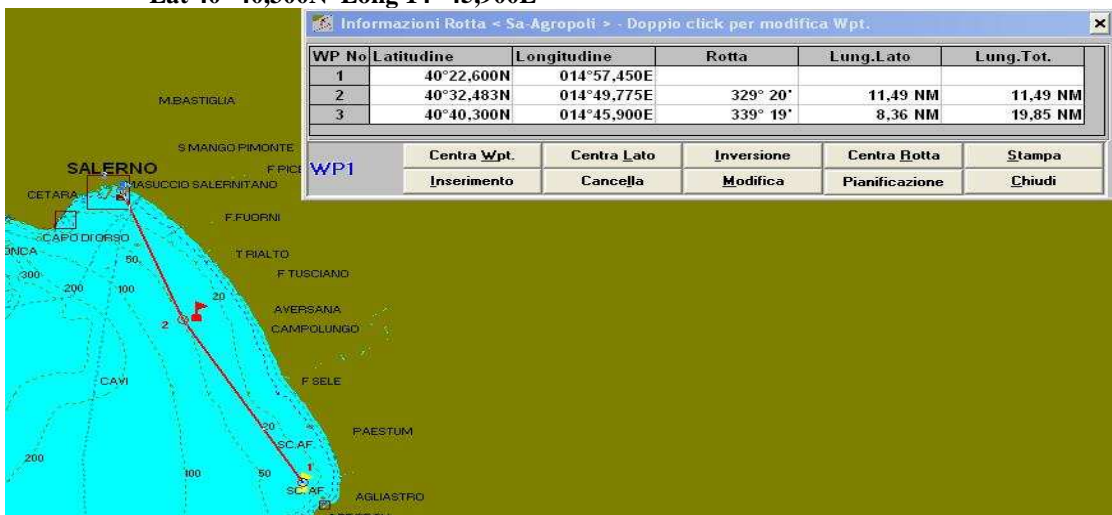 Lat 40° 40,300N Long 14° 45,900E
Informazioni Rotta < Sa-Agropoli > - Doppio click per modifica Wpt.
WP No Latitudine Longitudine Rotta Lung.Lato Lung.Tot.
1 40°22,600N 014°57,450E
2 40°32,483N 014°49,775E 329° 20' 11,49 NM 11,49 NM
3 40°40,300N 014°45,900E 339° 19' 8,36 NM 19,85 NM
WP1
Centra Wpt. Centra Lato Inversione Centra Rotta Stampa
Inserimento Cancella Modifica Pianificazione Chiudi
M.BASTIGLIA
S MANGO PIMONTE
SALERNO
F PICE
MASUCCIO SALERNITANO
CETARA
F.FUORNI
CAPO DI ORSO
ONCA
T RIALTO
50
300
F TUSCIANO
200
100
20
AVERSANA
2
CAMPOLUNGO
CAVI
F SELE
20
PAESTUM
SC.AF
200
100
50
1
SC AF
AGLIASTRO